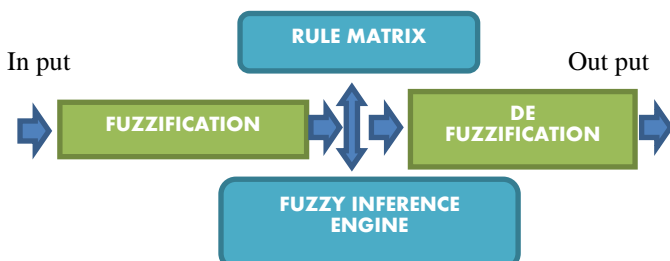 RULE MATRIX
In put
Out put
FUZZIFICATION
DE
FUZZIFICATION
FUZZY INFERENCE
ENGINE